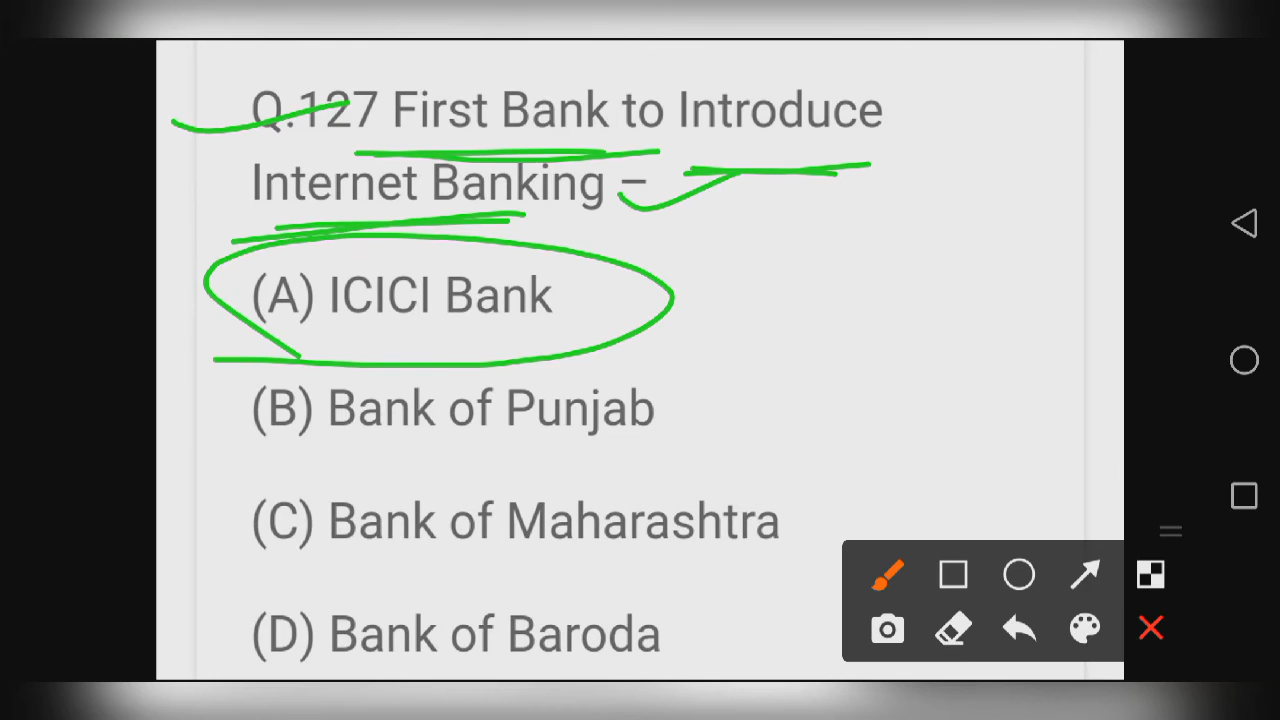 Q.127 First Bank to Introduce
Internet Banking –
(A) ICICI Bank
(B) Bank of Punjab
(C) Bank of Maharashtra
(D) Bank of Baroda